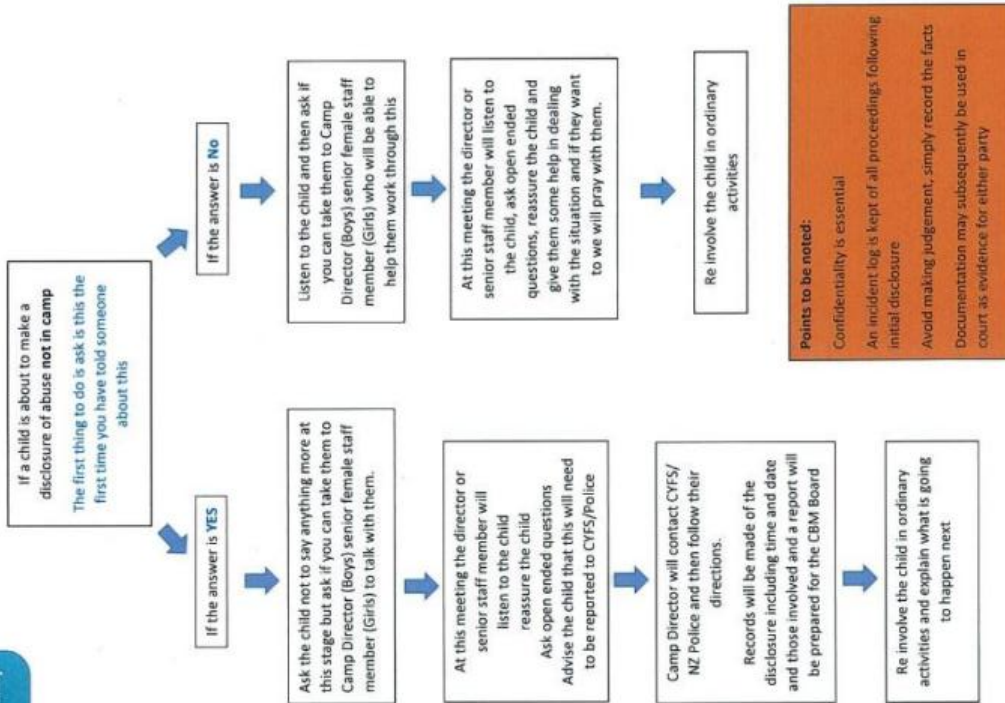 If a child is about to make a
disclosure of abuse not in camp
The first thing to do is ask is this the
first time you have told someone
about this
If the answer is YES
Ask the child not to say anything more at
this stage but ask if you can take them to
Camp Director (Boys) senior female staff
member (Girls) to talk with them.
At this meeting the director or
senior staff member will
listen to the child
reassure the child
Ask open ended questions
Advise the child that this will need
to be reported to CYFS/Police
Camp Director will contact CYFS/
NZ Police and then follow their
directions.
Records will be made of the
disclosure including time and date
and those involved and a report will
be prepared for the CBM Board
Re involve the child in ordinary
activities and explain what is going
to happen next
If the answer is No
Listen to the child and then ask if
you can take them to Camp
Director (Boys) senior female staff
member (Girls) who will be able to
help them work through this
At this meeting the director or
senior staff member will listen to
the child, ask open ended
questions, reassure the child and
give them some help in dealing
with the situation and if they want
to we will pray with them.
Re involve the child in ordinary
activities
Points to be noted:
Confidentiality is essential
An incident log is kept of all proceedings following
initial disclosure
Avoid making judgement, simply record the facts
Documentation may subsequently be used in
court as evidence for either party